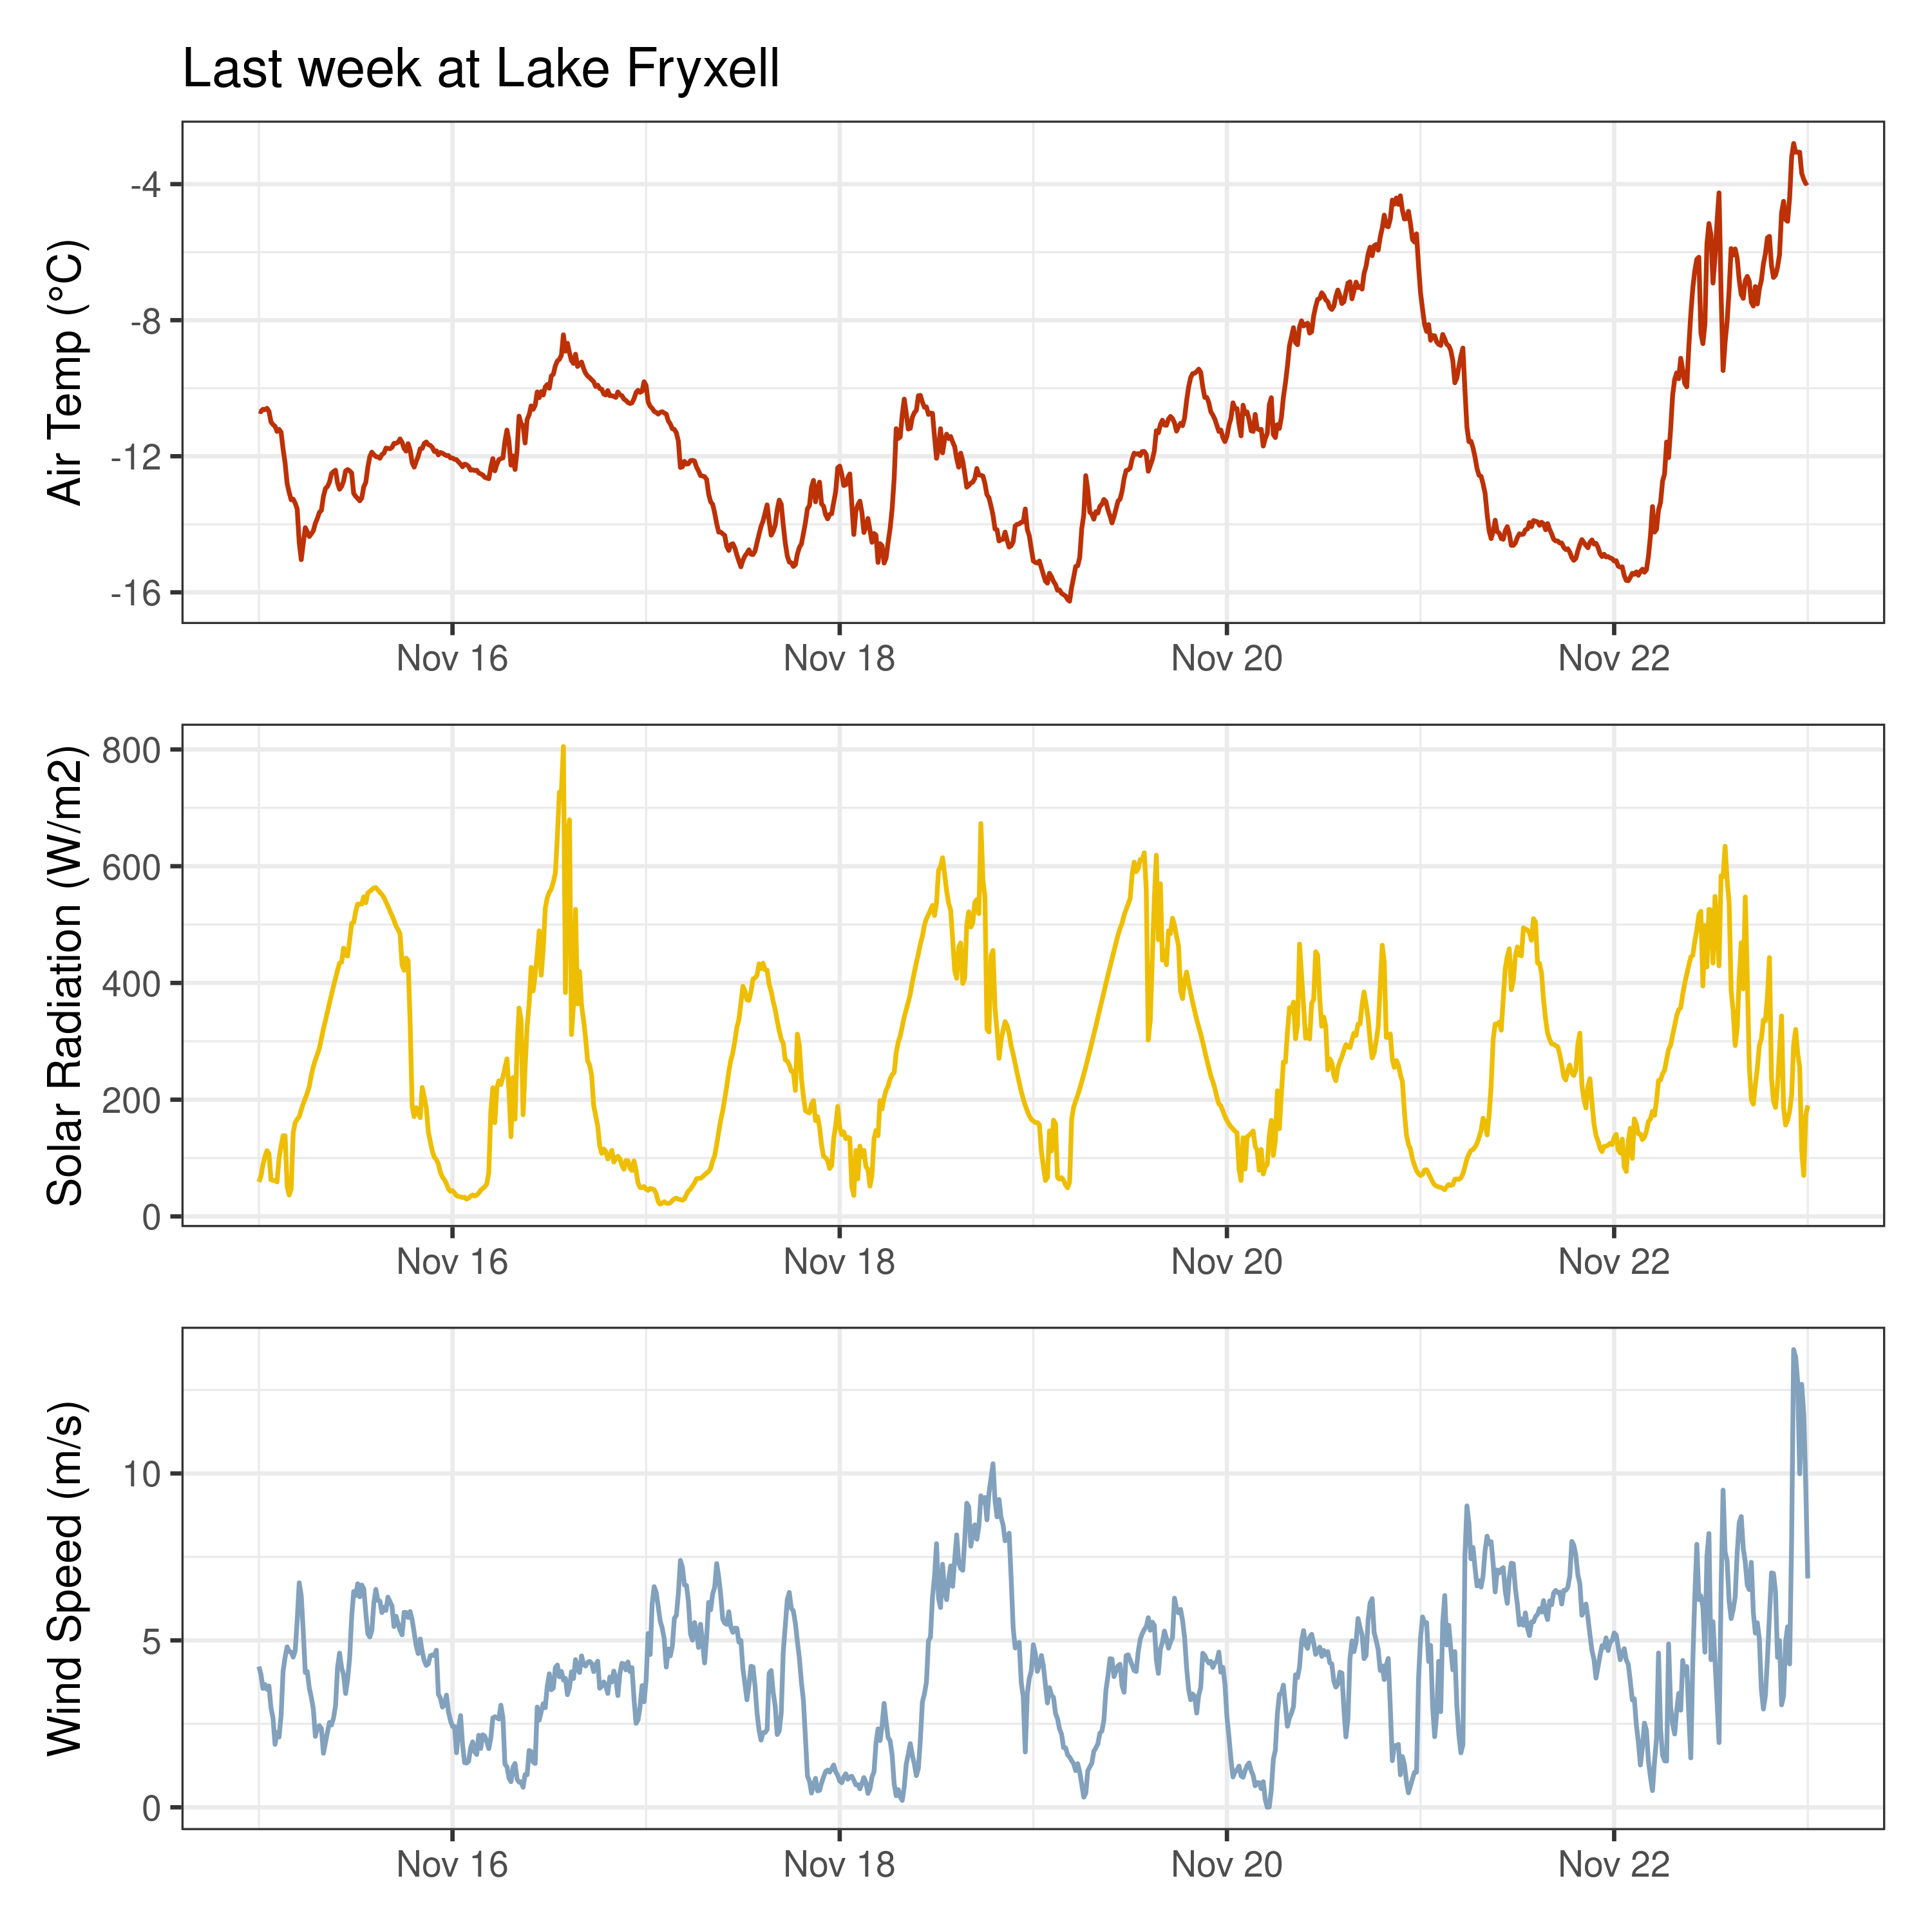 Last week at Lake Fryxell
Air Temp (°C)
-4
-8
-12
-16
Nov 16 Nov 18 Nov 20 Nov 22
Solar Radiation (W/m2)
800
600
400
200
0
Nov 16 Nov 18 Nov 20 Nov 22
Wind Speed (m/s)
10
5
0
Nov 16 Nov 18 Nov 20 Nov 22